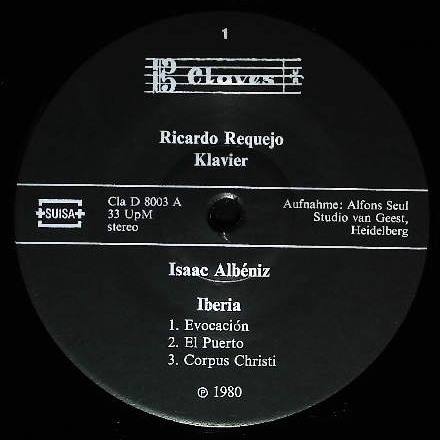 1
Claves
Ricardo Requejo
Klavier
SUISA
Cla D 8003 A
33 UpM
stereo
Aufnahme: Alfons Seul
Studio van Geest,
Heidelberg
Isaac Albéniz
Iberia
1. Evocación
2. El Puerto
3. Corpus Christi
℗ 1980